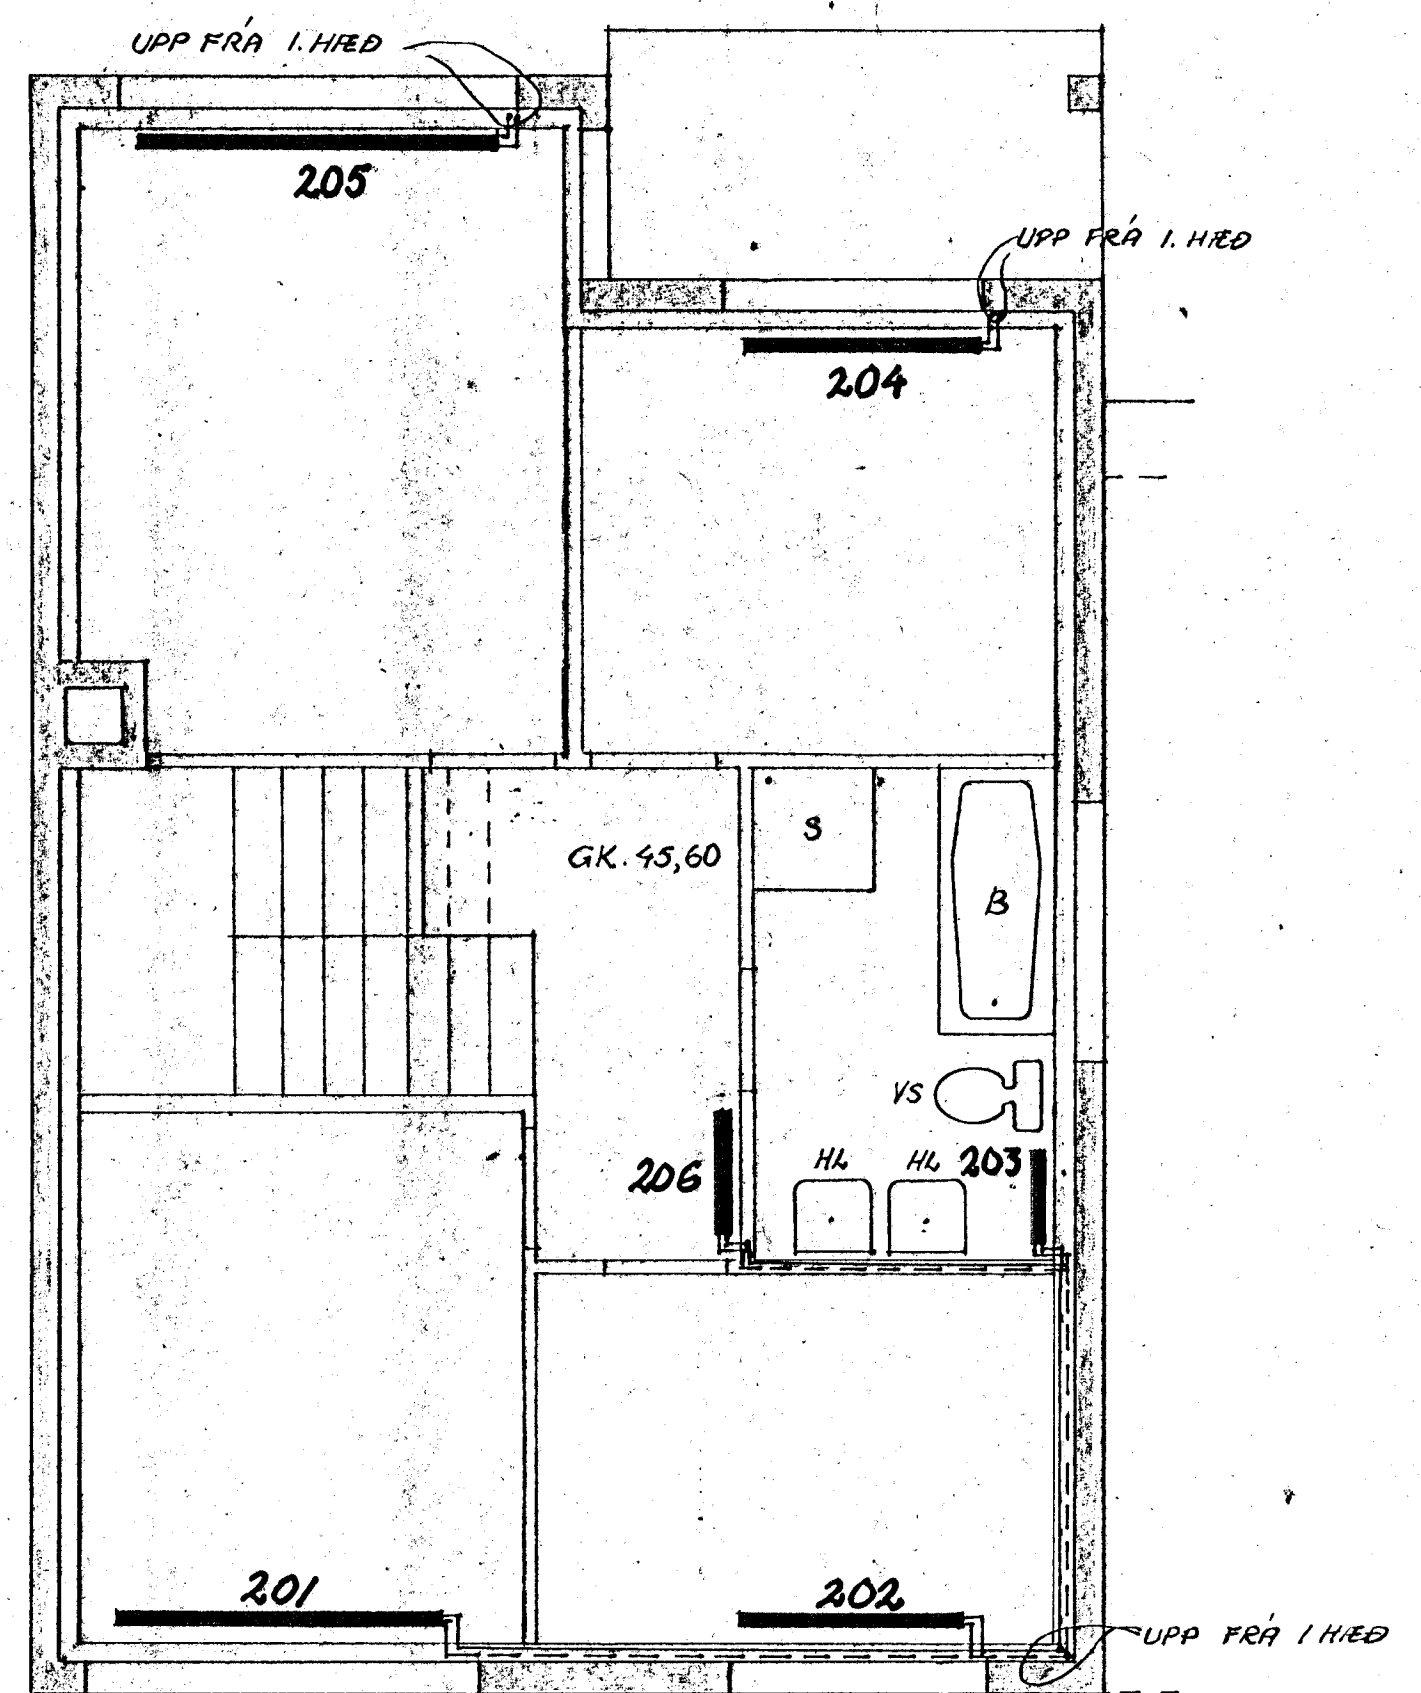 UPP FRÁ 1. HÆÐ
205
UPP FRÁ 1. HÆÐ
204
S
GK. 45,60
B
VS
206
HL
HL
203
201
202
UPP FRÁ 1 HÆÐ